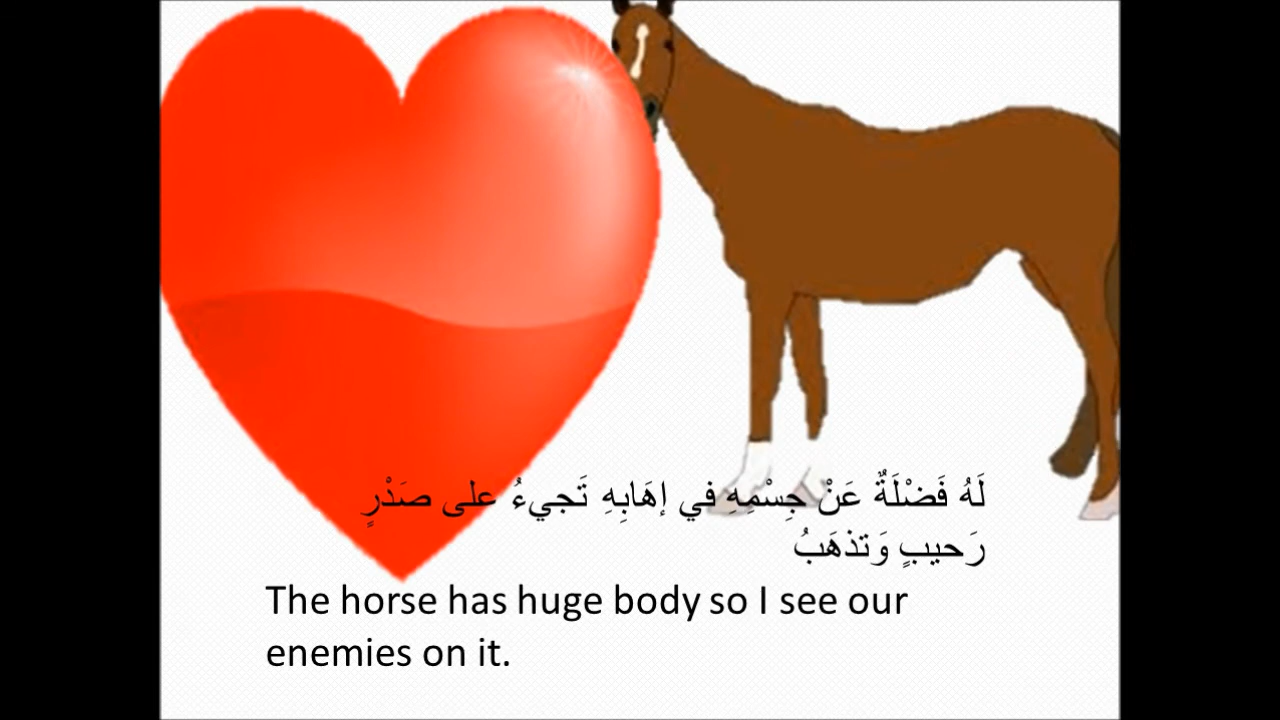 لَهُ فَضْلَةٌ عَنْ جِسْمِهِ في إهَابِهِ تَجيءُ على صَدْرٍ
رَحيبٍ وَتذهَبُ
The horse has huge body so I see our
enemies on it.